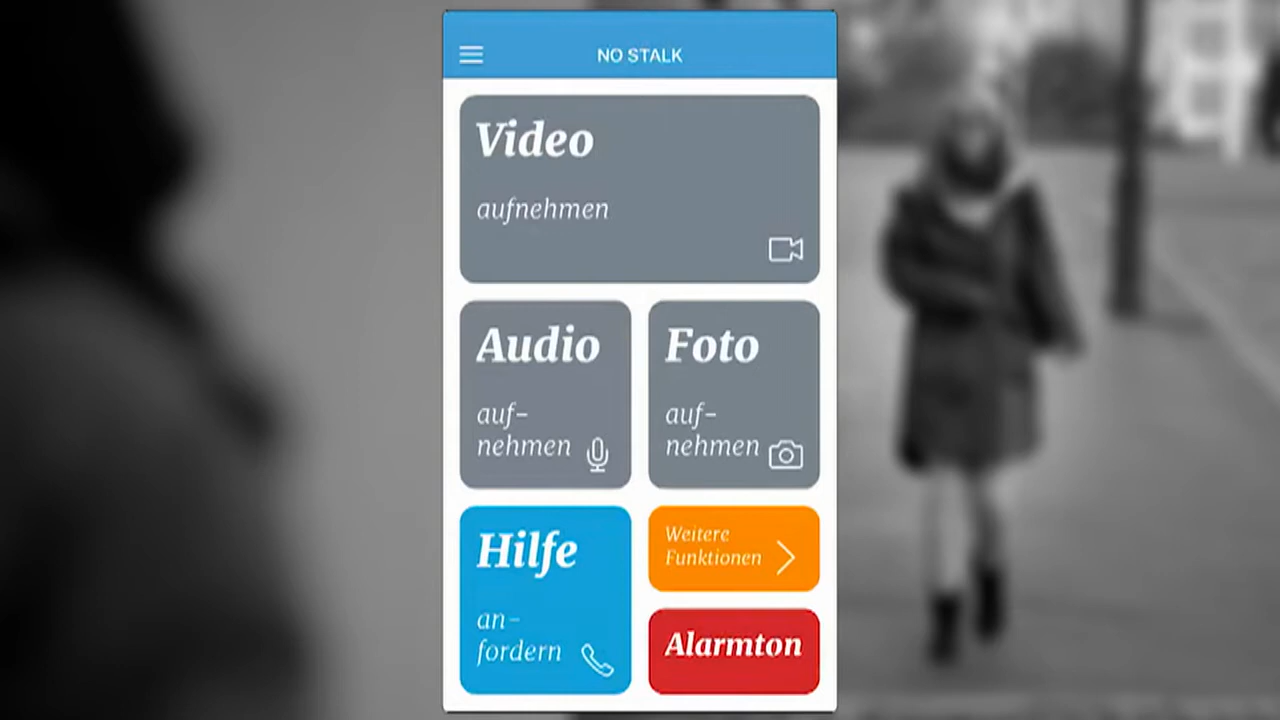 NO STALK
Video
aufnehmen
Audio
auf–
nehmen
Foto
auf–
nehmen
Hilfe
an–
fordern
Weitere
Funktionen
Alarmton